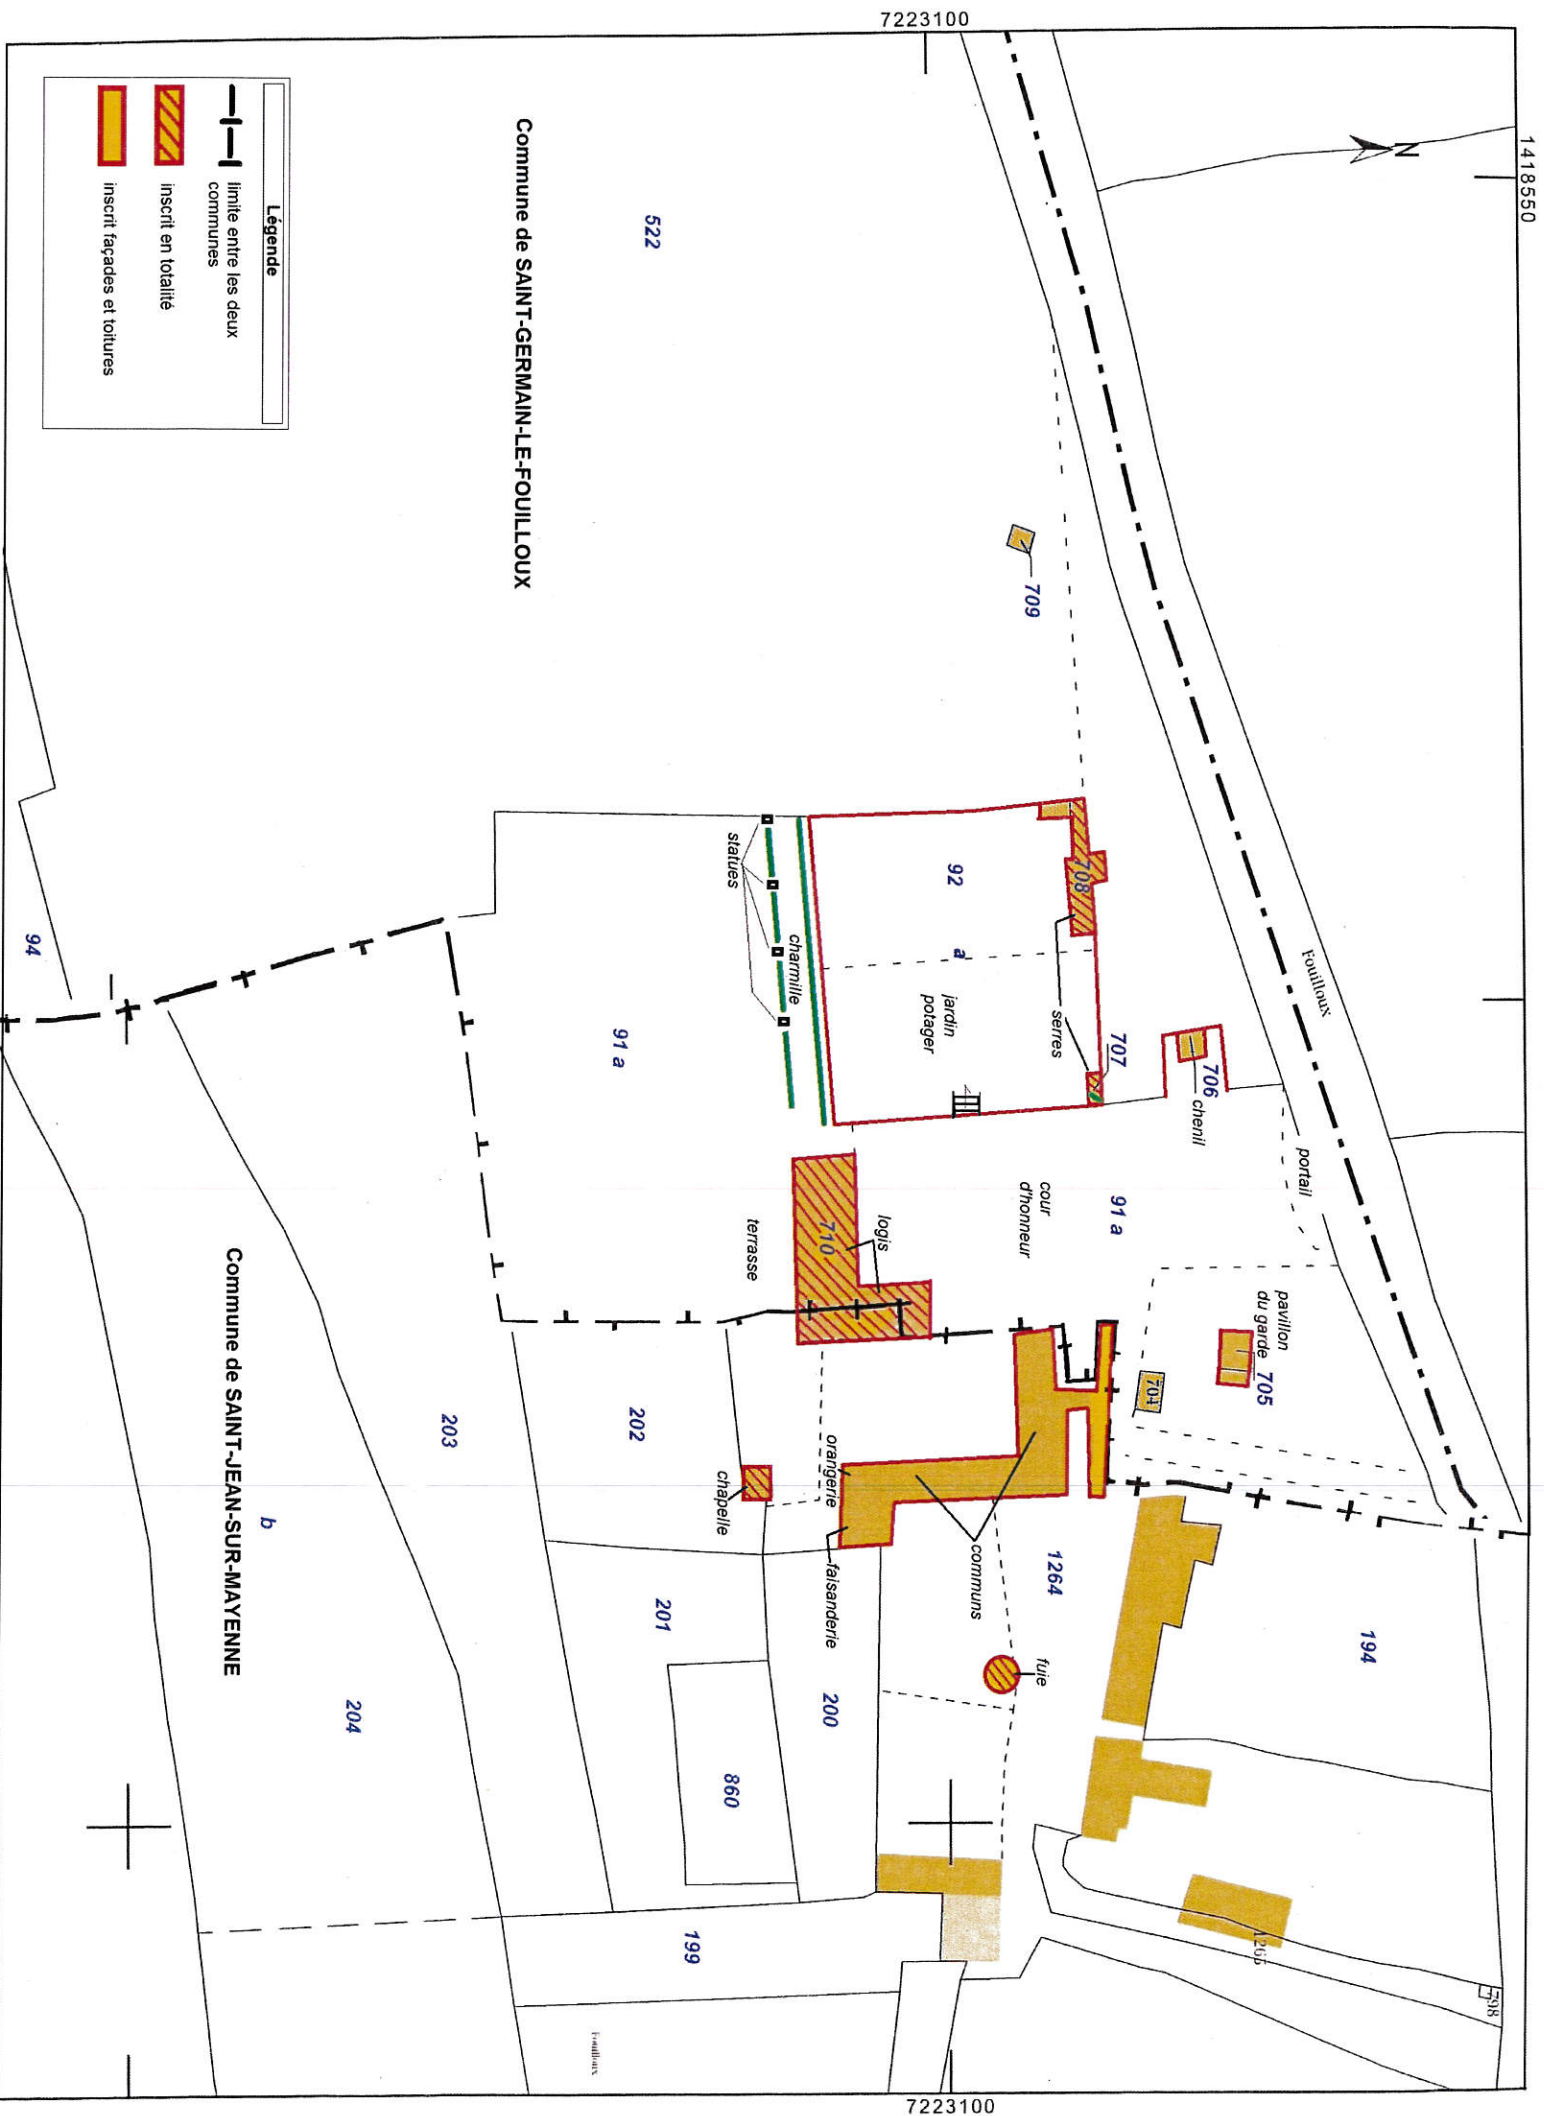 7223100
1418550
N
Légende
limite entre les deux
communes
inscrit en totalité
inscrit façades et toitures
Commune de SAINT-GERMAIN-LE-FOUILLOUX
522
709
Fouilloux
92
708
a
jardin
potager
serres
707
706
chenil
portail
statues
charmille
91 a
94
91 a
cour
d'honneur
logis
710
terrasse
pavillon
du garde
705
704
202
203
chapelle
orangerie
faisanderie
communs
1264
194
fuie
201
200
860
204
b
Commune de SAINT-JEAN-SUR-MAYENNE
199
1265
798
Fouilloux
7223100